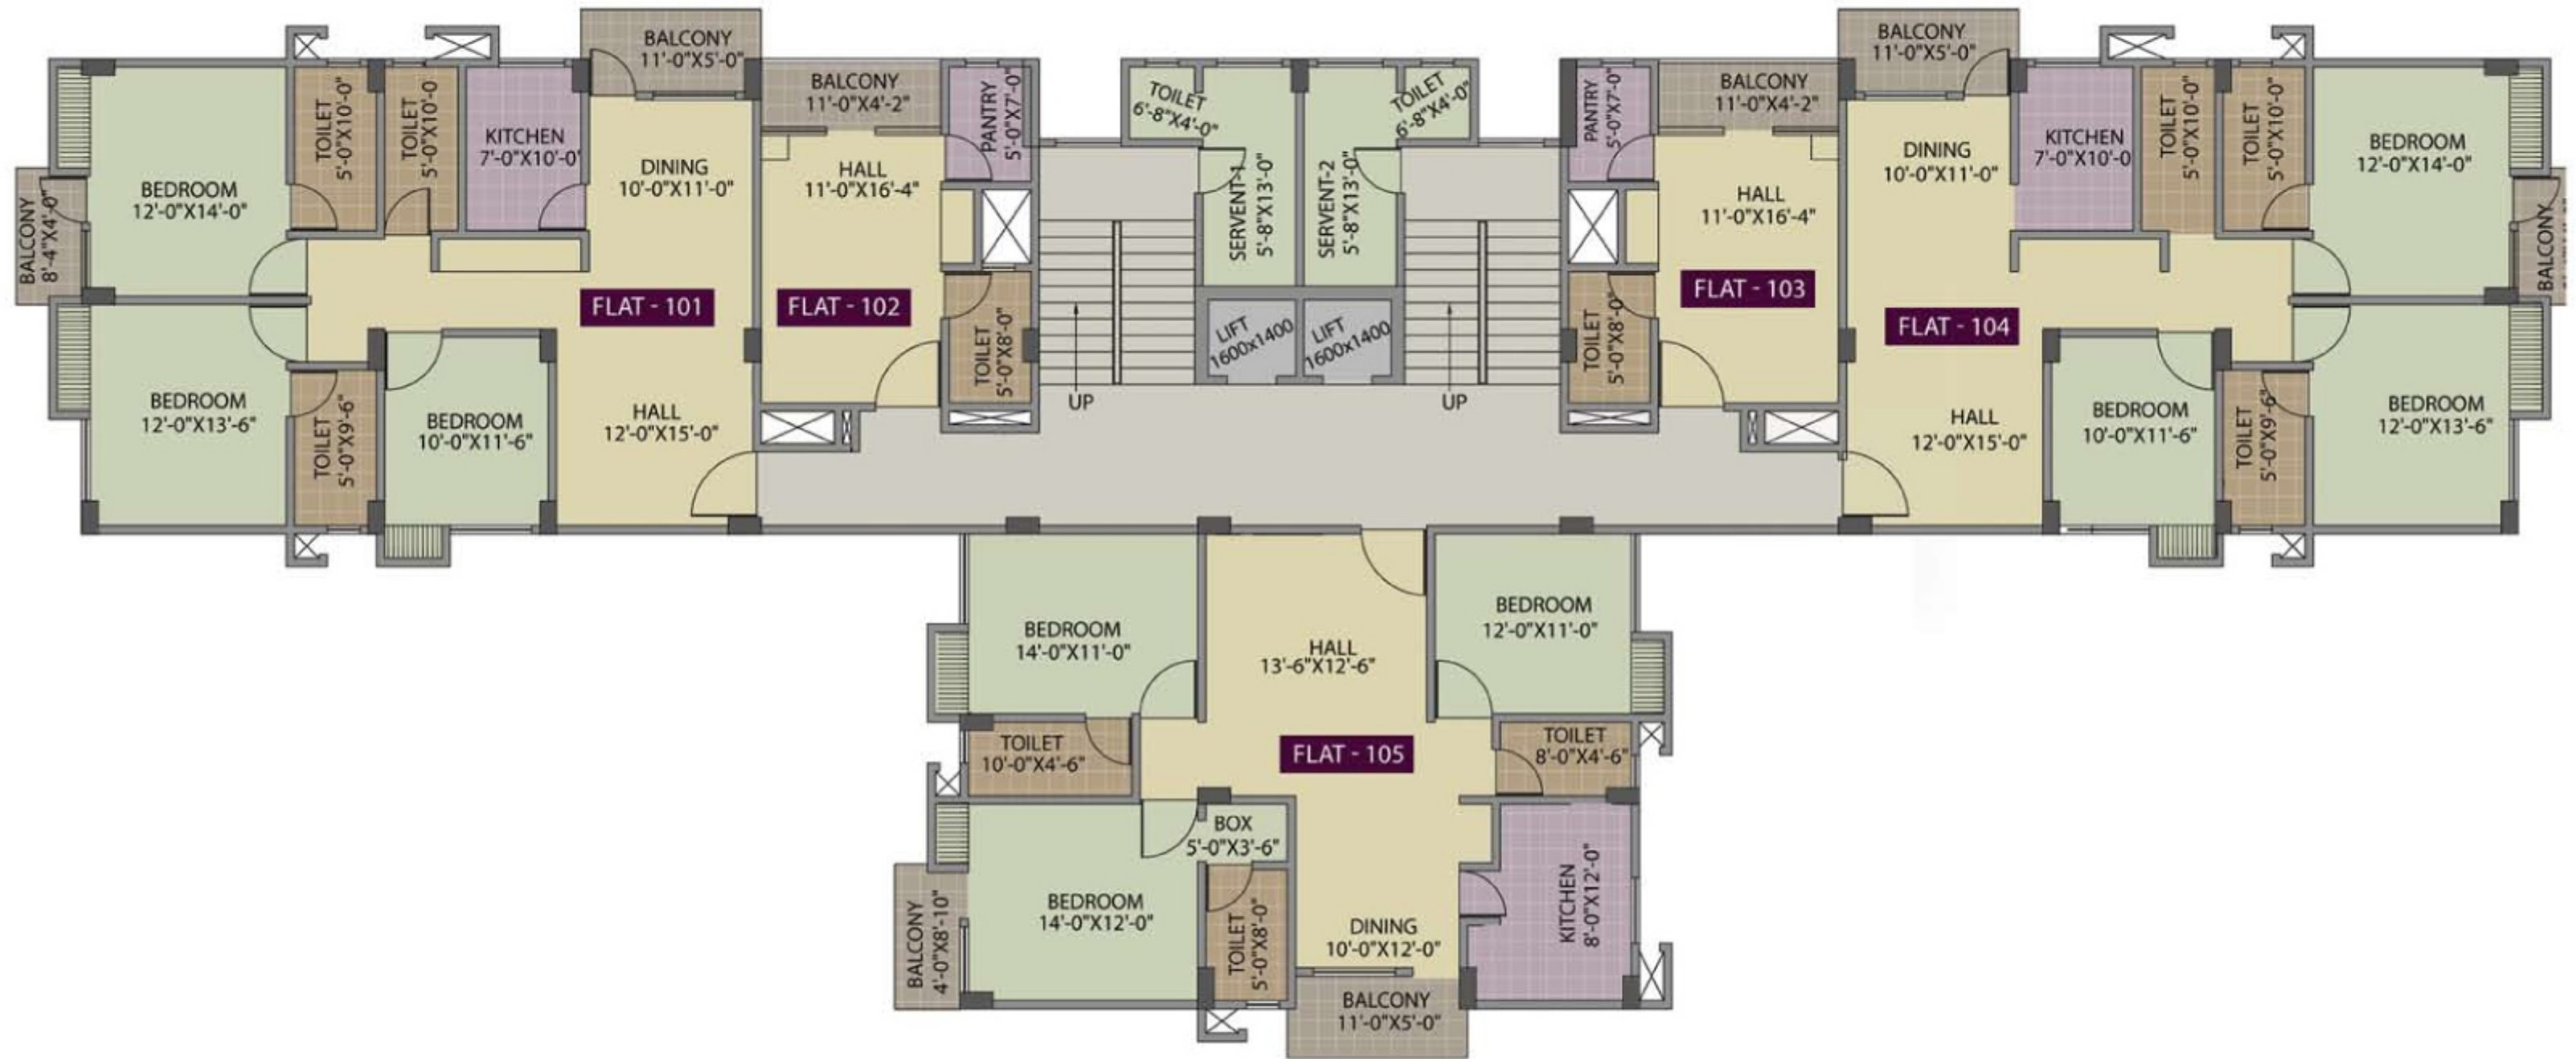 BALCONY
11'-0"X5'-0"
BALCONY
11'-0"X4'-2"
PANTRY
5'-0"X7'-0"
TOILET
6'-8"X4'-0"
TOILET
6'-8"X4'-0"
PANTRY
5'-0"X7'-0"
BALCONY
11'-0"X4'-2"
BALCONY
11'-0"X5'-0"
BEDROOM
12'-0"X14'-0"
TOILET
5'-0"X10'-0"
TOILET
5'-0"X10'-0
KITCHEN
7'-0"X10'-0'
DINING
10'-0"X11'-0"
HALL
11'-0"X16'-4"
SERVENT-1
5'-8"X13'-0"
SERVENT-2
5'-8"X13'-0"
HALL
11'-0"X16'-4"
DINING
10'-0"X11'-0"
KITCHEN
7'-0"X10'-0
TOILET
5'-0"X10'-0"
TOILET
5'-0"X10'-0"
BEDROOM
12'-0"X14'-0"
BALCONY
8'-4"X4'-0"
BALCONY
FLAT - 101
FLAT - 102
FLAT - 103
FLAT - 104
LIFT
1600x1400
LIFT
1600x1400
TOILET
5'-0"X8'-0"
TOILET
5'-0"X8'-0"
UP
UP
BEDROOM
12'-0"X13'-6"
TOILET
5'-0"X9'-6"
BEDROOM
10'-0"X11'-6"
HALL
12'-0"X15'-0"
HALL
12'-0"X15'-0"
BEDROOM
10'-0"X11'-6"
TOILET
5'-0"X9'-6"
BEDROOM
12'-0"X13'-6"
BEDROOM
14'-0"X11'-0"
HALL
13'-6"X12'-6"
BEDROOM
12'-0"X11'-0"
TOILET
10'-0"X4'-6"
FLAT - 105
TOILET
8'-0"X4'-6"
BOX
5'-0"X3'-6"
BEDROOM
14'-0"X12'-0"
BALCONY
4'-0"X8'-10"
TOILET
5'-0"X8'-0"
DINING
10'-0"X12'-0"
KITCHEN
8'-0"X12'-0"
BALCONY
11'-0"X5'-0"